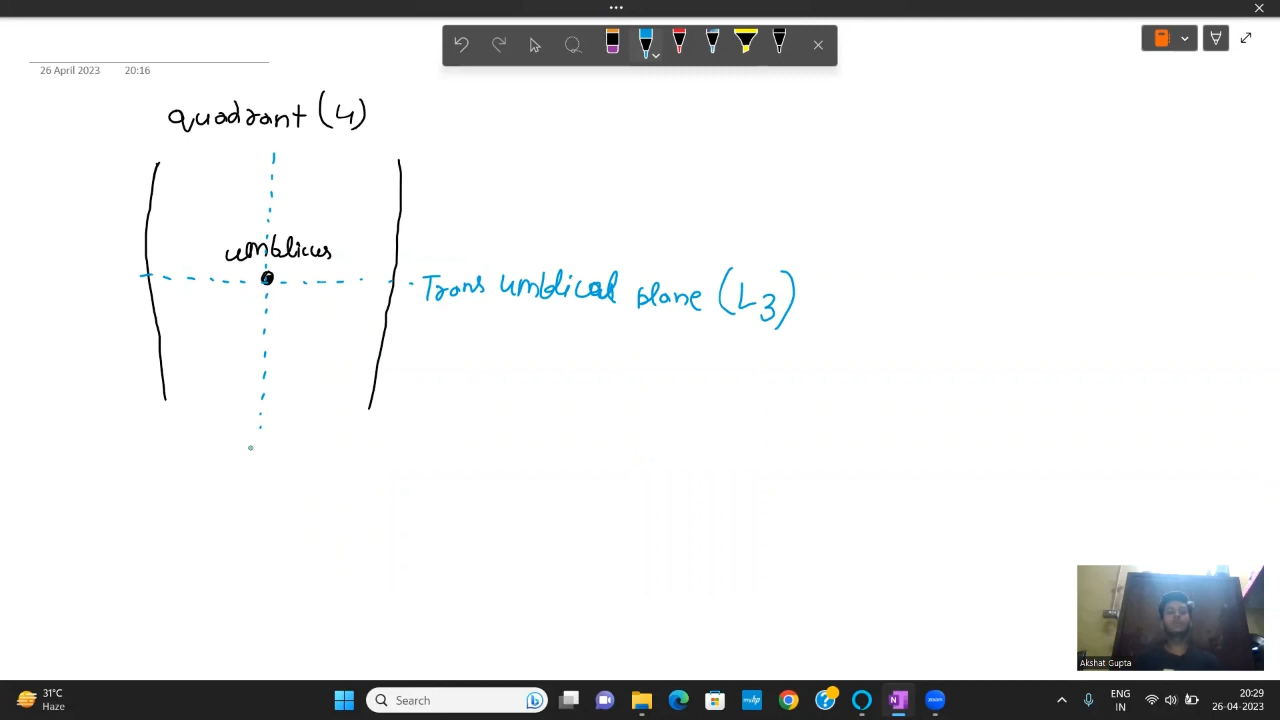 26 April 2023 20:16
quadrant (4)
umblicus
Trans umblical plane (L3)
Akshat Gupta
31°C
Haze
Search
ENG
IN
20:29
26-04-2023